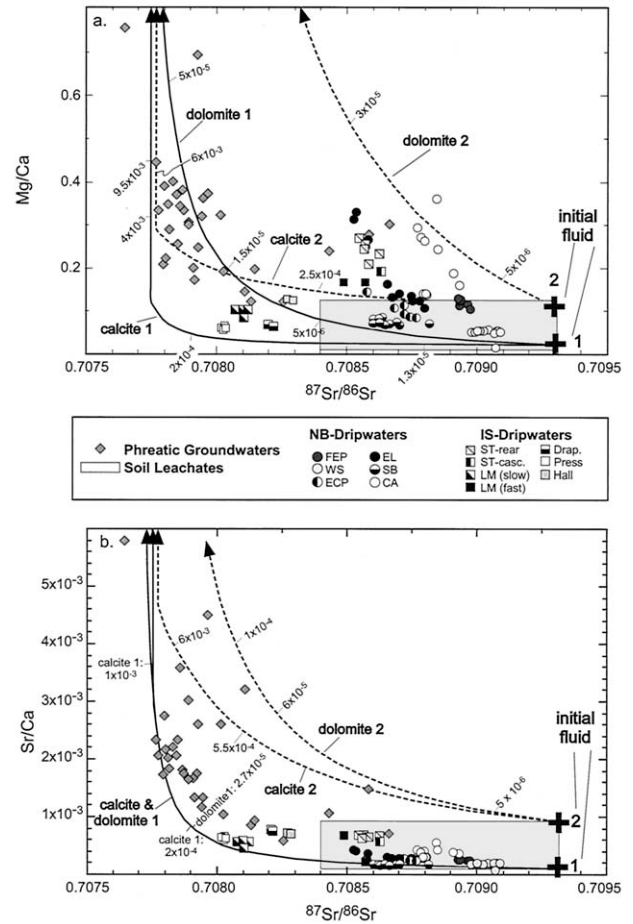 a.
0.6
0.4
0.2
Mg/Ca
5x10-5
dolomite 1
9.5x10-3
6x10-3
4x10-3
1.5x10-5
calcite 2
2.5x10-4
3x10-5
dolomite 2
5x10-6
initial
fluid
2
1
calcite 1
2x10-4
5x10-6
1.3x10-5
0.7075 0.7080 0.7085 0.7090 0.7095
87Sr/86Sr
Phreatic Groundwaters
Soil Leachates
NB-Dripwaters
FEP EL
WS SB
ECP CA
IS-Dripwaters
ST-rear Drap.
ST-casc. Press
LM (slow) Hall
LM (fast)
b.
5x10-3
4x10-3
3x10-3
2x10-3
1x10-3
Sr/Ca
calcite 1:
1x10-3
6x10-3
1x10-4
6x10-5
dolomite 2
5.5x10-4
calcite 2
5 x 10-6
initial
fluid
2
1
calcite &
dolomite 1
dolomite1: 2.7x10-5
calcite 1:
2x10-4
0.7075 0.7080 0.7085 0.7090 0.7095
87Sr/86Sr